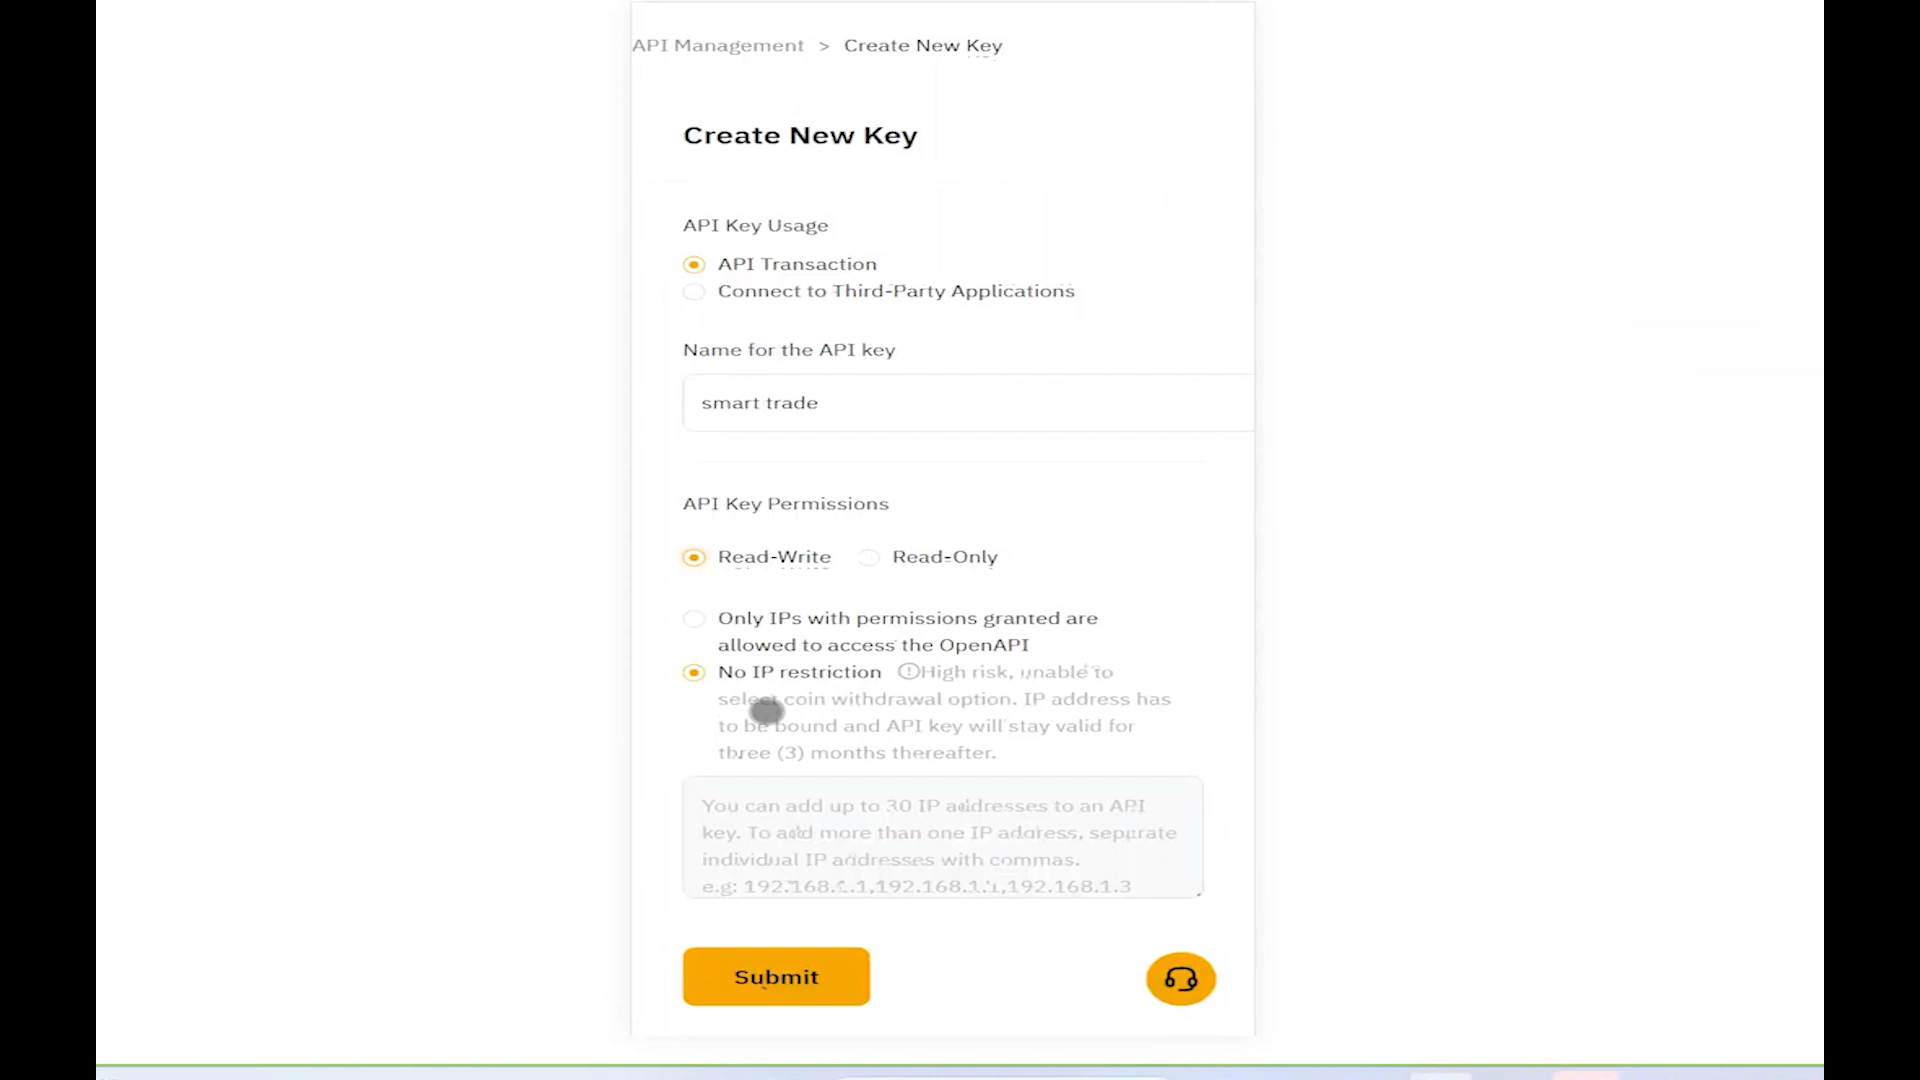 API Management > Create New Key
Create New Key
API Key Usage
API Transaction
Connect to Third-Party Applications
Name for the API key
smart trade
API Key Permissions
Read-Write Read-Only
Only IPs with permissions granted are
allowed to access the OpenAPI
No IP restriction High risk, unable to
select coin withdrawal option. IP address has
to be bound and API key will stay valid for
three (3) months thereafter.
You can add up to 30 IP addresses to an API
key. To add more than one IP address, separate
individual IP addresses with commas.
e.g: 192.168.1.1,192.168.1.1,192.168.1.3
Submit